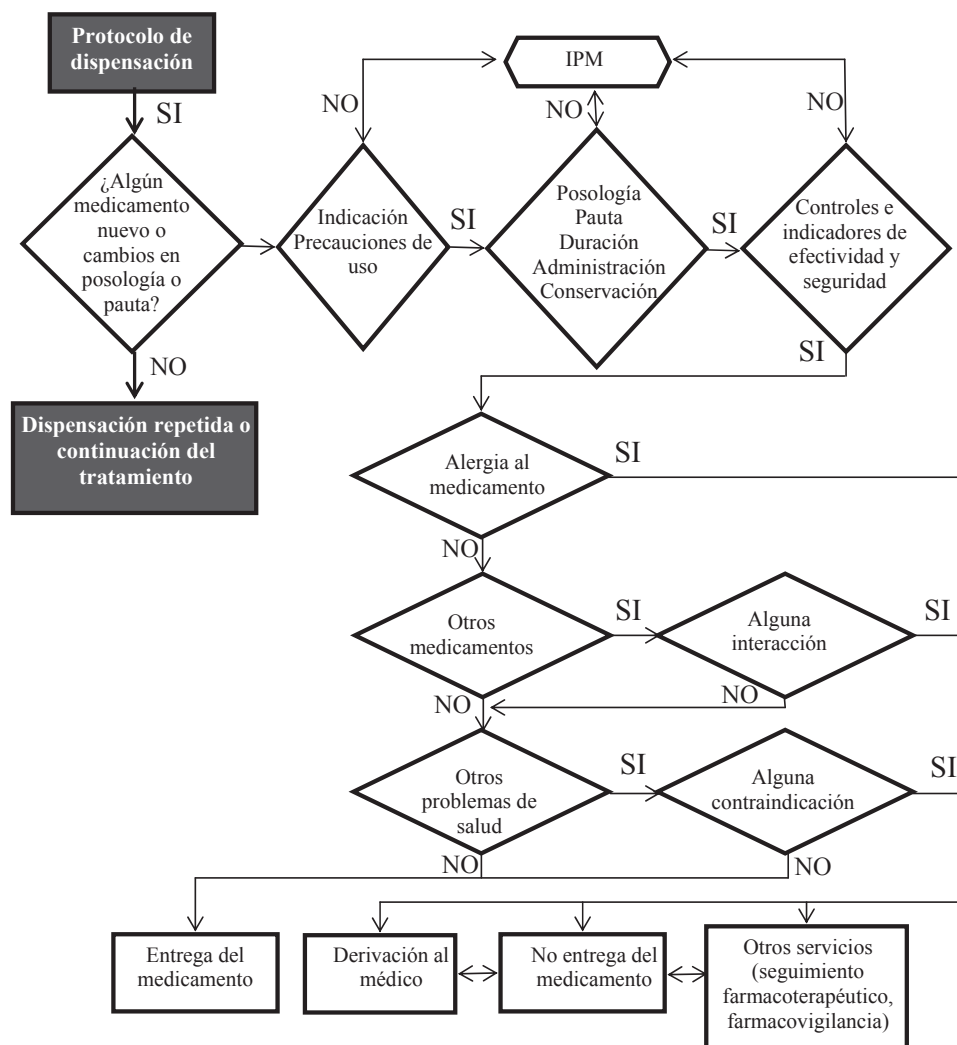 Protocolo de
dispensación
IPM
SI
NO
NO
NO
¿Algún
medicamento
nuevo o
cambios en
posología o
pauta?
Indicación
Precauciones de
uso
SI
Posología
Pauta
Duración
Administración
Conservación
SI
Controles e
indicadores de
efectividad y
seguridad
NO
SI
Dispensación repetida o
continuación del
tratamiento
Alergia al
medicamento
SI
NO
Otros
medicamentos
SI
Alguna
interacción
SI
NO
NO
Otros
problemas de
salud
SI
Alguna
contraindicación
SI
NO
NO
Entrega del
medicamento
Derivación al
médico
No entrega del
medicamento
Otros servicios
(seguimiento
farmacoterapéutico,
farmacovigilancia)